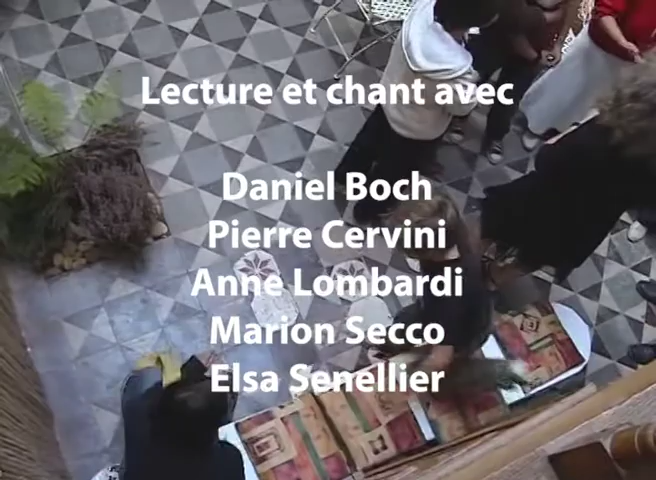 Lecture et chant avec
Daniel Boch
Pierre Cervini
Anne Lombardi
Marion Secco
Elsa Senellier